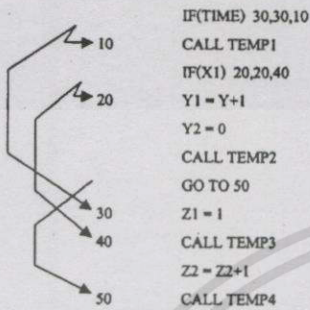 IF(TIME) 30,30,10
10 CALL TEMP1
IF(X1) 20,20,40
20 Y1 = Y+1
Y2 = 0
CALL TEMP2
GO TO 50
30 Z1 = 1
40 CALL TEMP3
Z2 = Z2+1
50 CALL TEMP4